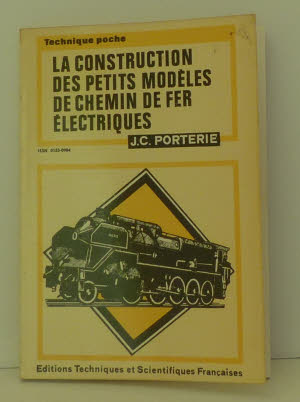 Technique poche
LA CONSTRUCTION
DES PETITS MODÈLES
DE CHEMIN DE FER
ÉLECTRIQUES
J.C. PORTERIE
Editions Techniques et Scientifiques Françaises